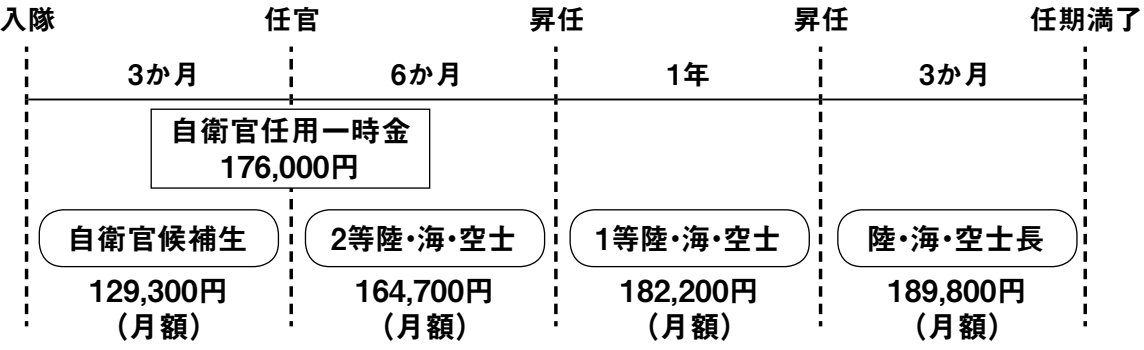 入隊 任官 昇任 昇任 任期満了
3か月 6か月 1年 3か月
自衛官任用一時金
176,000円
自衛官候補生 2等陸・海・空士 1等陸・海・空士 陸・海・空士長
129,300円 164,700円 182,200円 189,800円
（月額） （月額） （月額） （月額）